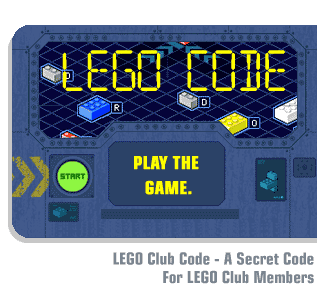 LEGO CODE
R
D
O
START
PLAY THE
GAME.
LEGO Club Code - A Secret Code
For LEGO Club Members